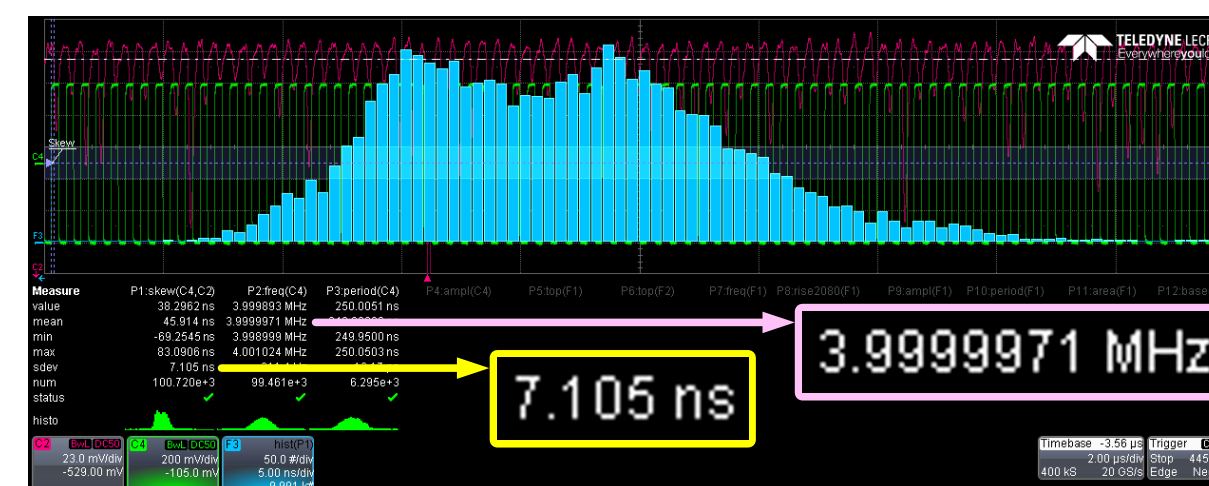 TELEDYNE LECR
Everywhereyoulo
Skew
C4
F3
C2
Measure P1:skew(C4,C2) P2:freq(C4) P3:period(C4) P4:ampl(C4) P5:top(F1) P6:top(F2) P7:freq(F1) P8:rise2080(F1) P9:ampl(F1) P10:period(F1) P11:area(F1) P12:base
value 38.2962 ns 3.999893 MHz 250.0051 ns
mean 45.914 ns 3.9999971 MHz
min -69.2545 ns 3.998999 MHz 249.9500 ns
max 83.0906 ns 4.001024 MHz 250.0503 ns
sdev 7.105 ns
num 100.720e+3 99.461e+3 6.295e+3
status
histo
3.9999971 MHz
7.105 ns
C2 BwL DC50 C4 BwL DC50 F3 hist(P1)
23.0 mV/div 200 mV/div 50.0 #/div
-529.00 mV -105.0 mV 5.00 ns/div
Timebase -3.56 µs Trigger C
2.00 µs/div Stop 445
400 kS 20 GS/s Edge Ne